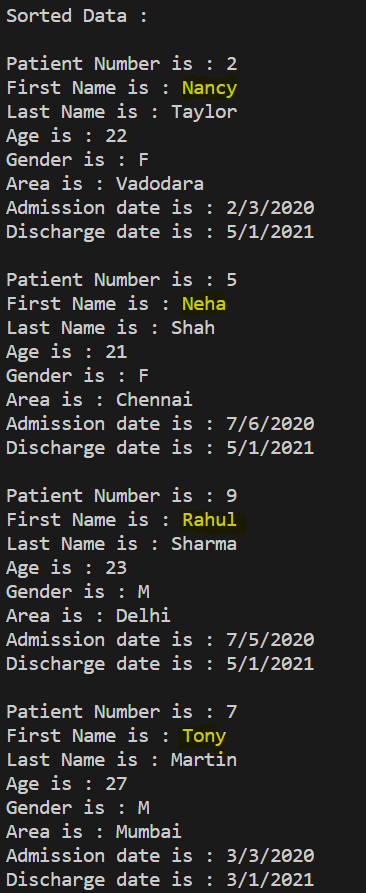 Sorted Data :
Patient Number is : 2
First Name is : Nancy
Last Name is : Taylor
Age is : 22
Gender is : F
Area is : Vadodara
Admission date is : 2/3/2020
Discharge date is : 5/1/2021
Patient Number is : 5
First Name is : Neha
Last Name is : Shah
Age is : 21
Gender is : F
Area is : Chennai
Admission date is : 7/6/2020
Discharge date is : 5/1/2021
Patient Number is : 9
First Name is : Rahul
Last Name is : Sharma
Age is : 23
Gender is : M
Area is : Delhi
Admission date is : 7/5/2020
Discharge date is : 5/1/2021
Patient Number is : 7
First Name is : Tony
Last Name is : Martin
Age is : 27
Gender is : M
Area is : Mumbai
Admission date is : 3/3/2020
Discharge date is : 3/1/2021